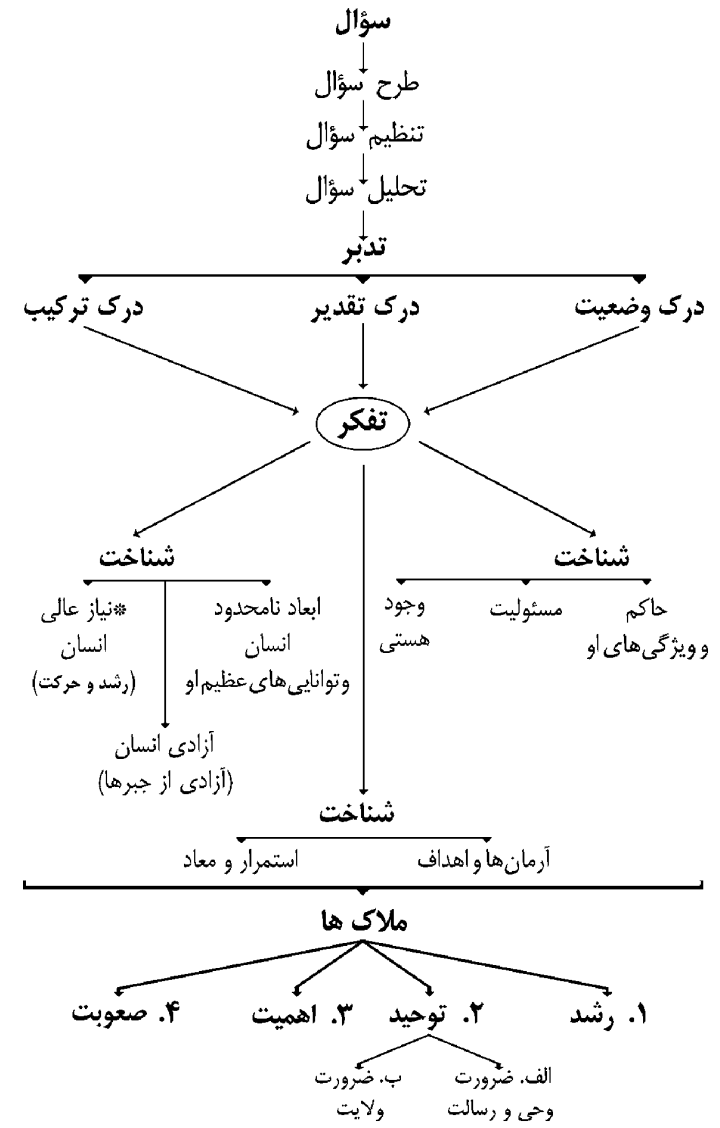 سؤال
طرح سؤال
تنظیم سؤال
تحلیل سؤال
تدبر
درک وضعیت
درک تقدیر
درک ترکیب
تفکر
شناخت
حاکم
و ویژگی‌های او
مسئولیت
وجود
هستی
شناخت
ابعاد نامحدود
انسان
و توانایی‌های عظیم او
*نیاز عالی
انسان
(رشد و حرکت)
آزادی انسان
(آزادی از جبرها)
شناخت
آرمان‌ها و اهداف
استمرار و معاد
ملاک ها
۱. رشد
۲. توحید
۳. اهمیت
۴. صعوبت
الف. ضرورت
وحی و رسالت
ب. ضرورت
ولایت